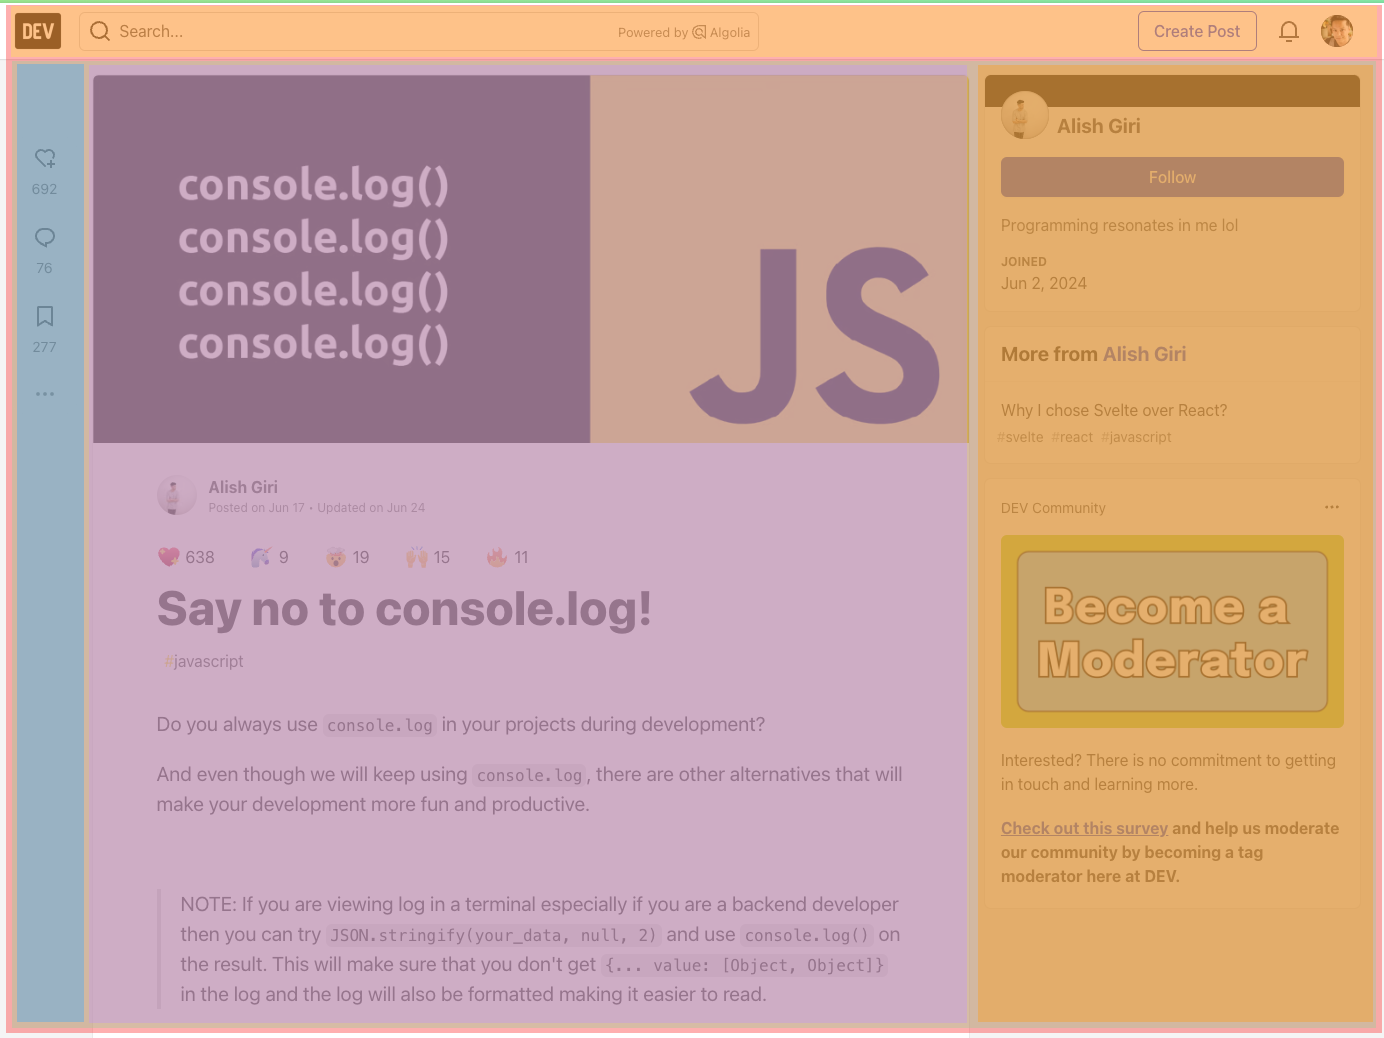 DEV
Search...
Powered by Algolia
Create Post
692
76
277
console.log()
console.log()
console.log()
console.log()
JS
Alish Giri
Posted on Jun 17 • Updated on Jun 24
638 9 19 15 11
Say no to console.log!
#javascript
Do you always use console.log in your projects during development?
And even though we will keep using console.log, there are other alternatives that will
make your development more fun and productive.
NOTE: If you are viewing log in a terminal especially if you are a backend developer
then you can try JSON.stringify(your_data, null, 2) and use console.log() on
the result. This will make sure that you don't get {... value: [Object, Object]}
in the log and the log will also be formatted making it easier to read.
Alish Giri
Follow
Programming resonates in me lol
JOINED
Jun 2, 2024
More from Alish Giri
Why I chose Svelte over React?
#svelte #react #javascript
DEV Community
Become a
Moderator
Interested? There is no commitment to getting
in touch and learning more.
Check out this survey and help us moderate
our community by becoming a tag
moderator here at DEV.